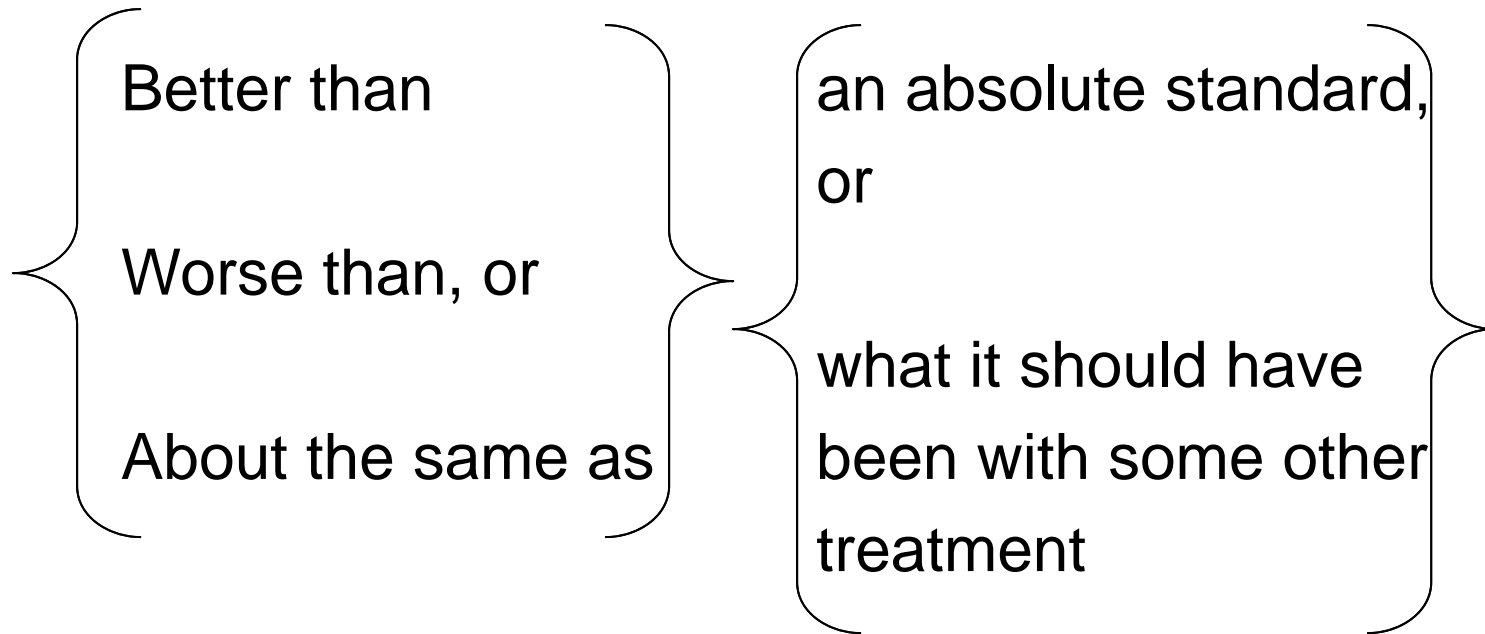 Better than
Worse than, or
About the same as
an absolute standard,
or
what it should have
been with some other
treatment